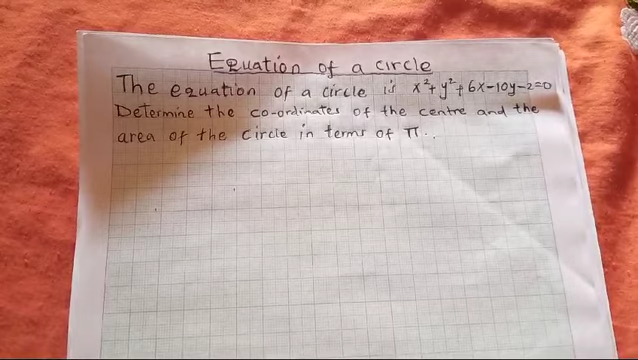 Equation of a circle
The equation of a circle is x²+y²+6x-10y-2=0
Determine the co-ordinates of the centre and the
area of the circle in terms of π.